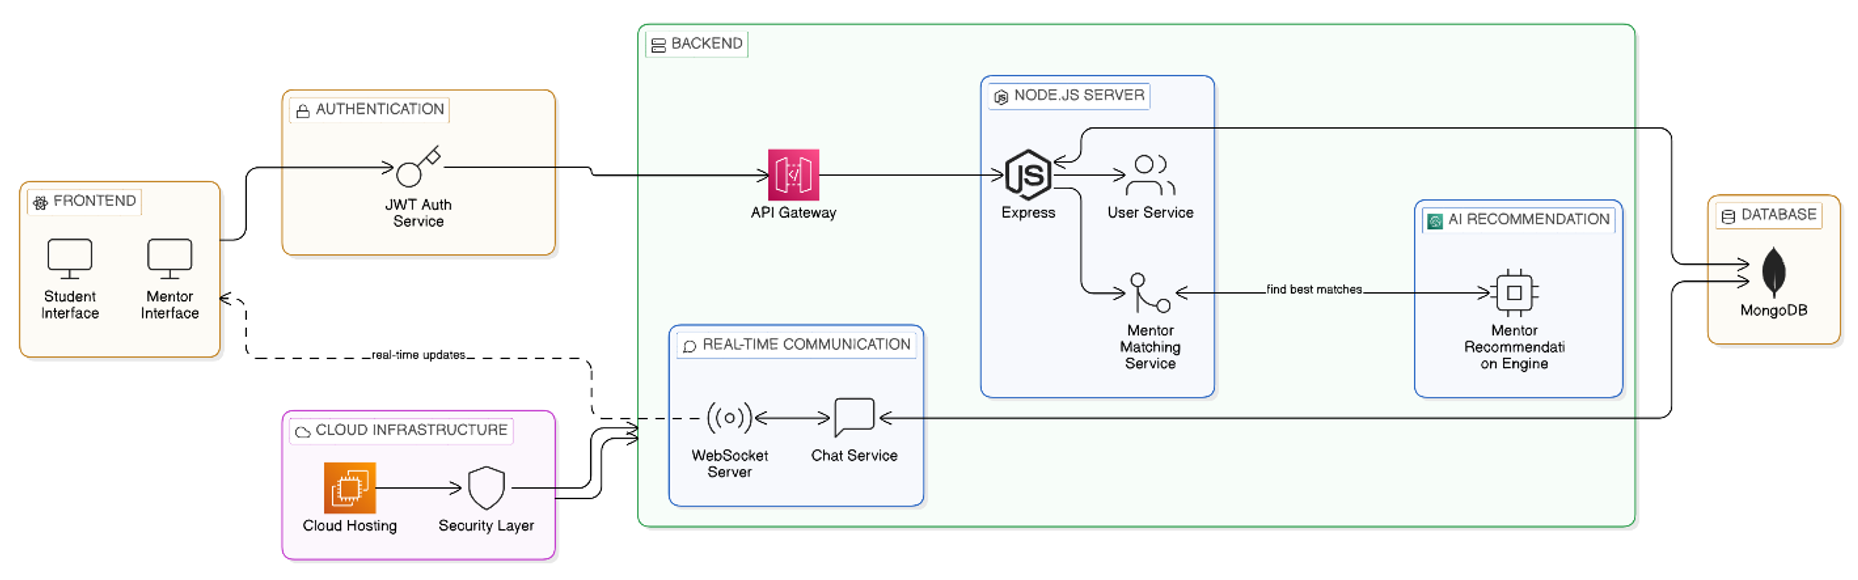 BACKEND
AUTHENTICATION
JWT Auth
Service
FRONTEND
Student
Interface
Mentor
Interface
real-time updates
CLOUD INFRASTRUCTURE
Cloud Hosting
Security Layer
API Gateway
NODE.JS SERVER
JS
Express
User Service
Mentor
Matching
Service
find best matches
AI RECOMMENDATION
Mentor
Recommendati
on Engine
REAL-TIME COMMUNICATION
WebSocket
Server
Chat Service
DATABASE
MongoDB